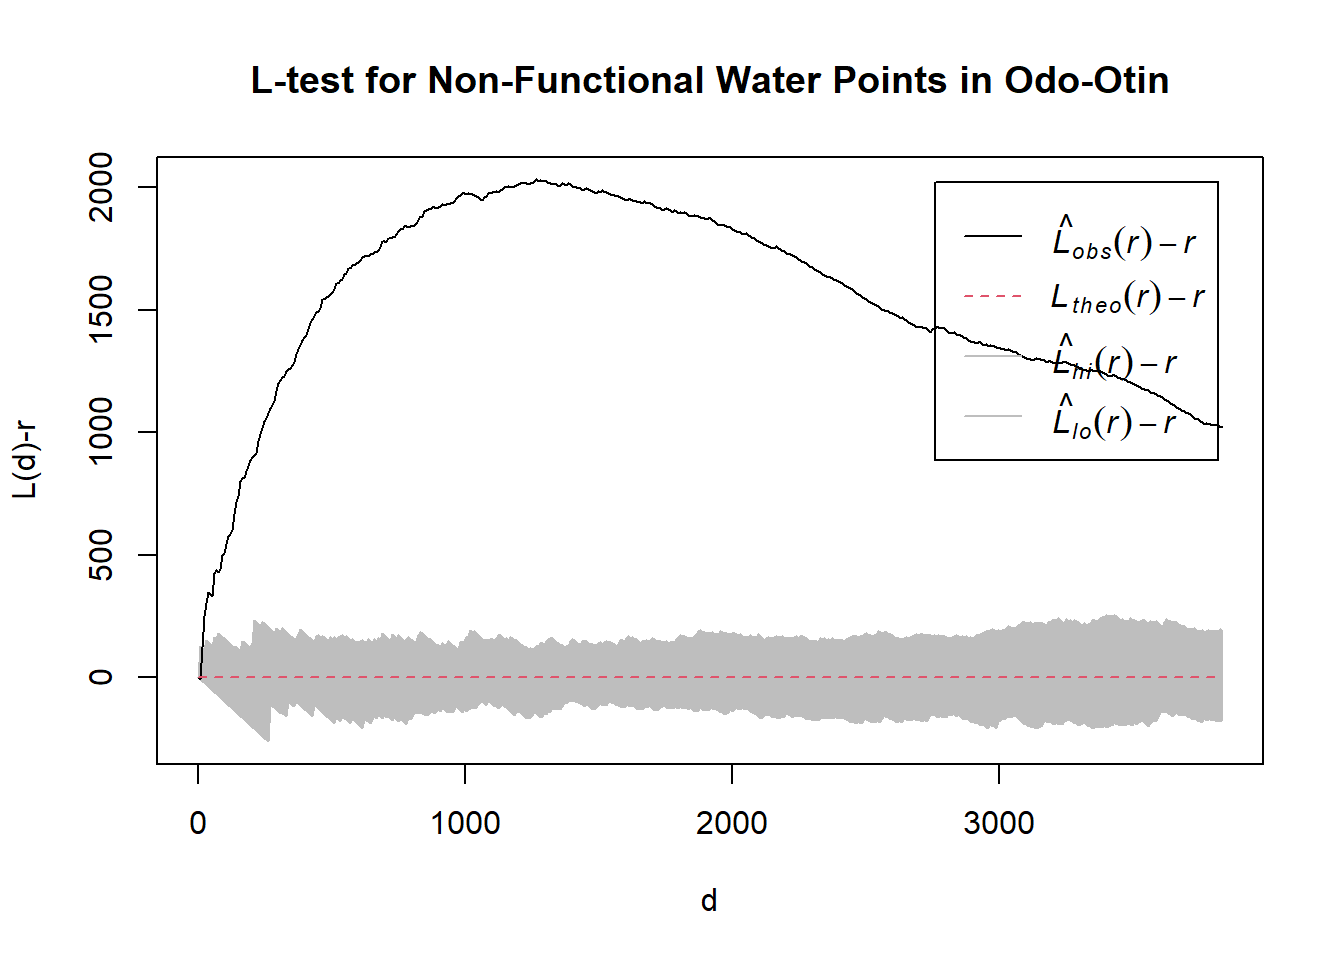 L-test for Non-Functional Water Points in Odo-Otin
L(d)-r
2000
1500
1000
500
0
L̂obs(r) − r
Ltheo(r) − r
L̂hi(r) − r
L̂lo(r) − r
0 1000 2000 3000
d